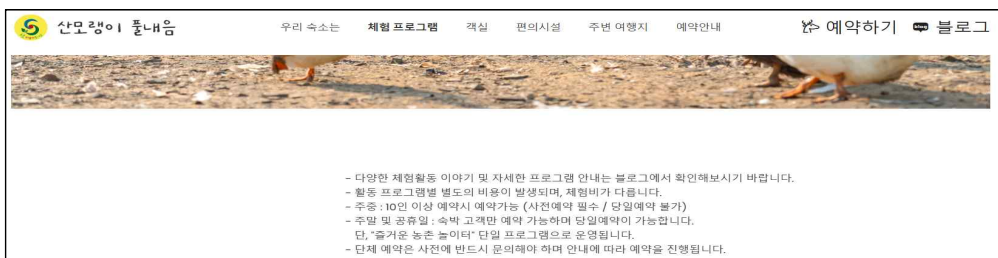 산모랭이 풀내음 우리 숙소는 체험 프로그램 객실 편의시설 주변 여행지 예약안내 예약하기 blog 블로그
- 다양한 체험활동 이야기 및 자세한 프로그램 안내는 블로그에서 확인해보시기 바랍니다.
- 활동 프로그램별 별도의 비용이 발생되며, 체험비가 다릅니다.
- 주중 : 10인 이상 예약시 예약가능 (사전예약 필수 / 당일예약 불가)
- 주말 및 공휴일 : 숙박 고객만 예약 가능하며 당일예약이 가능합니다.
단, "즐거운 농촌 놀이터" 단일 프로그램으로 운영됩니다.
- 단체 예약은 사전에 반드시 문의해야 하며 안내에 따라 예약을 진행됩니다.